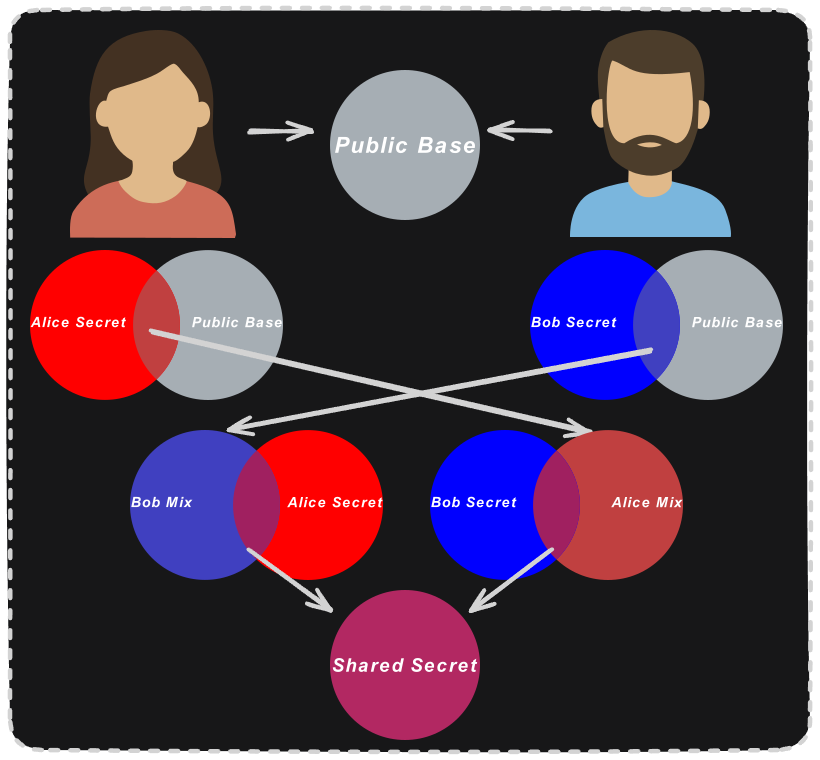 Public Base
Alice Secret
Public Base
Bob Secret
Public Base
Bob Mix
Alice Secret
Bob Secret
Alice Mix
Shared Secret